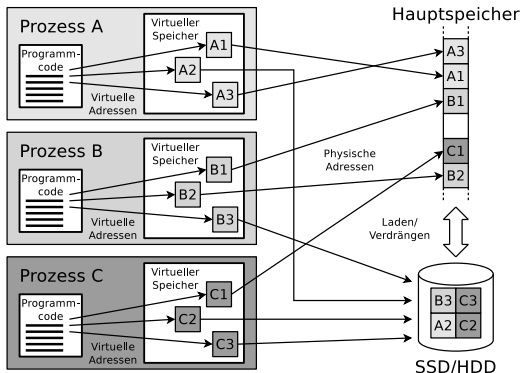 Prozess A
Programm-
code
Virtuelle
Adressen
Virtueller
Speicher
A1
A2
A3
Prozess B
Programm-
code
Virtuelle
Adressen
Virtueller
Speicher
B1
B2
B3
Prozess C
Programm-
code
Virtuelle
Adressen
Virtueller
Speicher
C1
C2
C3
Hauptspeicher
A3
A1
B1
C1
B2
Physische
Adressen
Laden/
Verdrängen
B3 C3
A2 C2
SSD/HDD